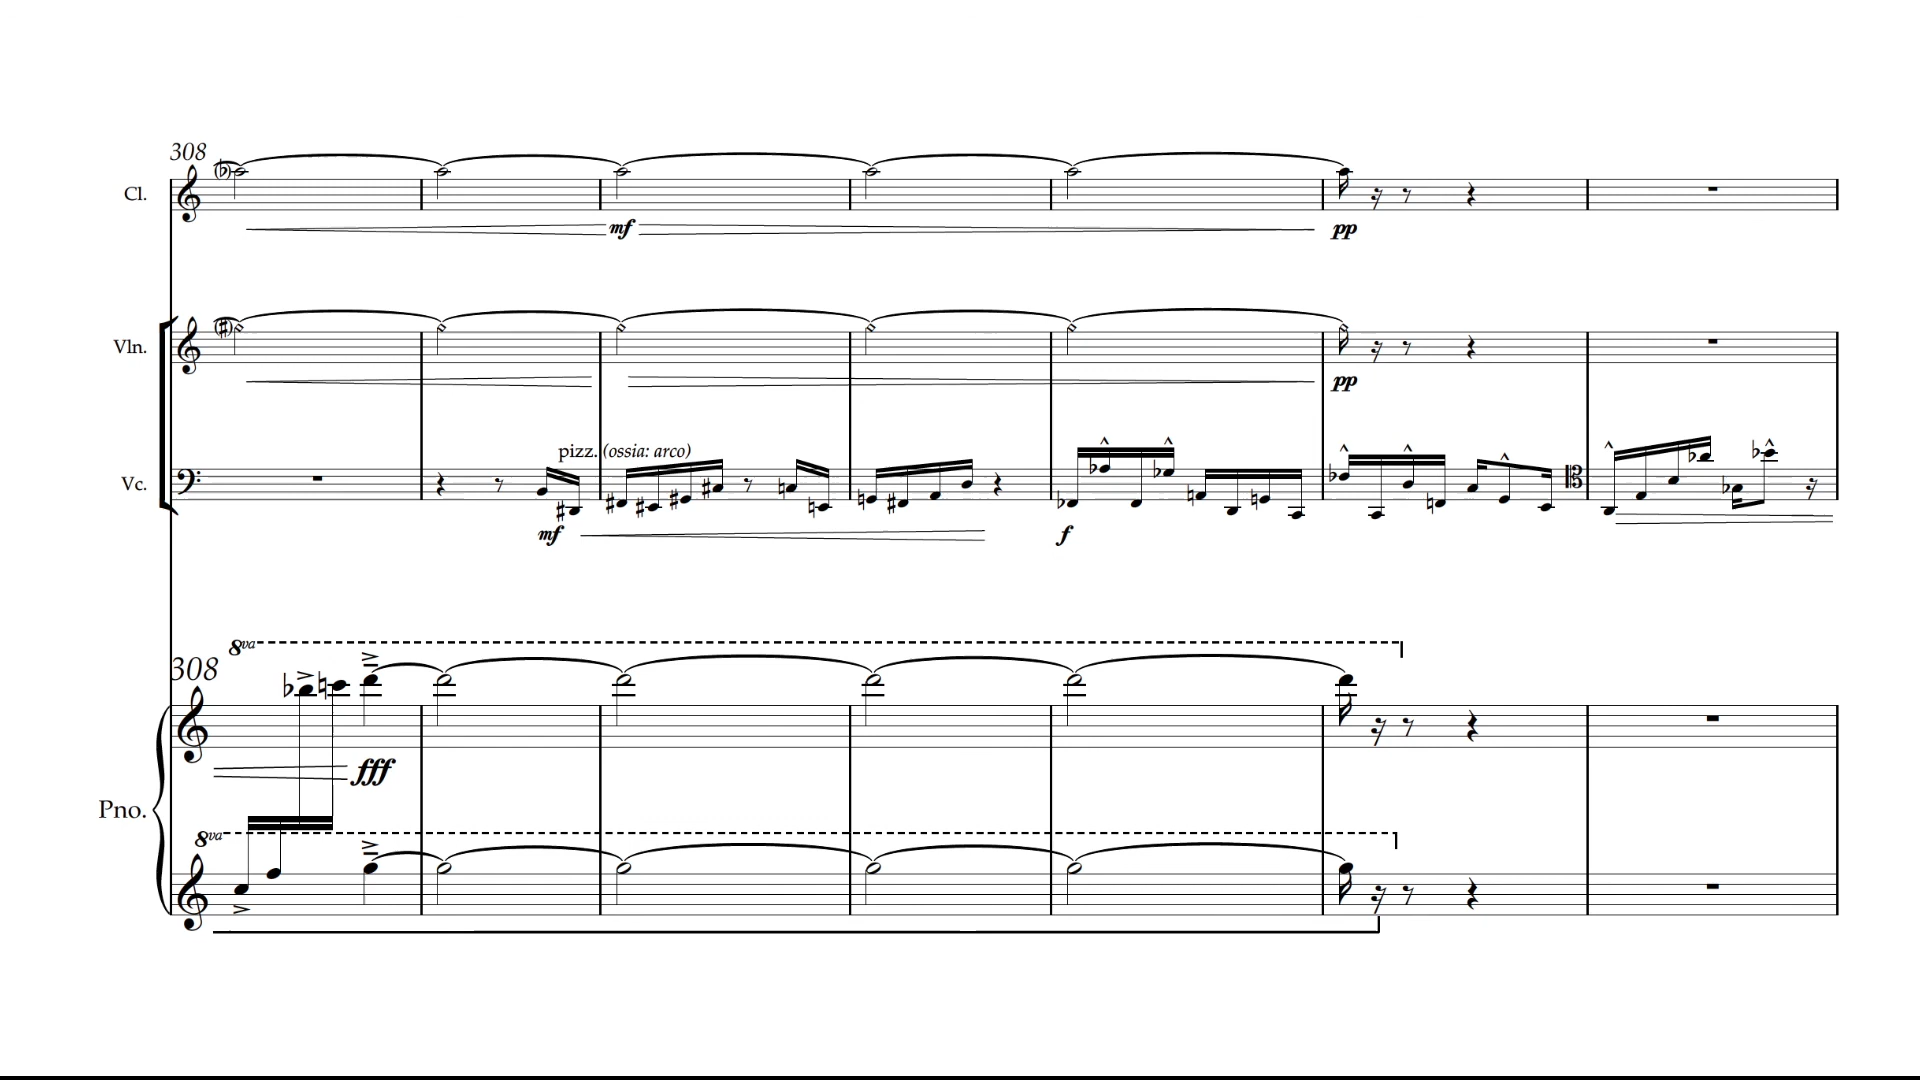 308
Cl.
mf
pp
Vln.
pp
pizz. (ossia: arco)
Vc.
mf
f
8va
308
fff
Pno.
8va